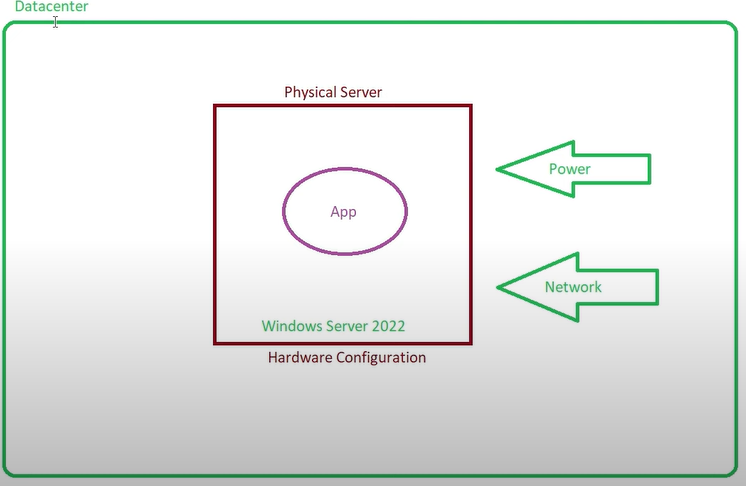 Datacenter
Physical Server
Power
App
Network
Windows Server 2022
Hardware Configuration